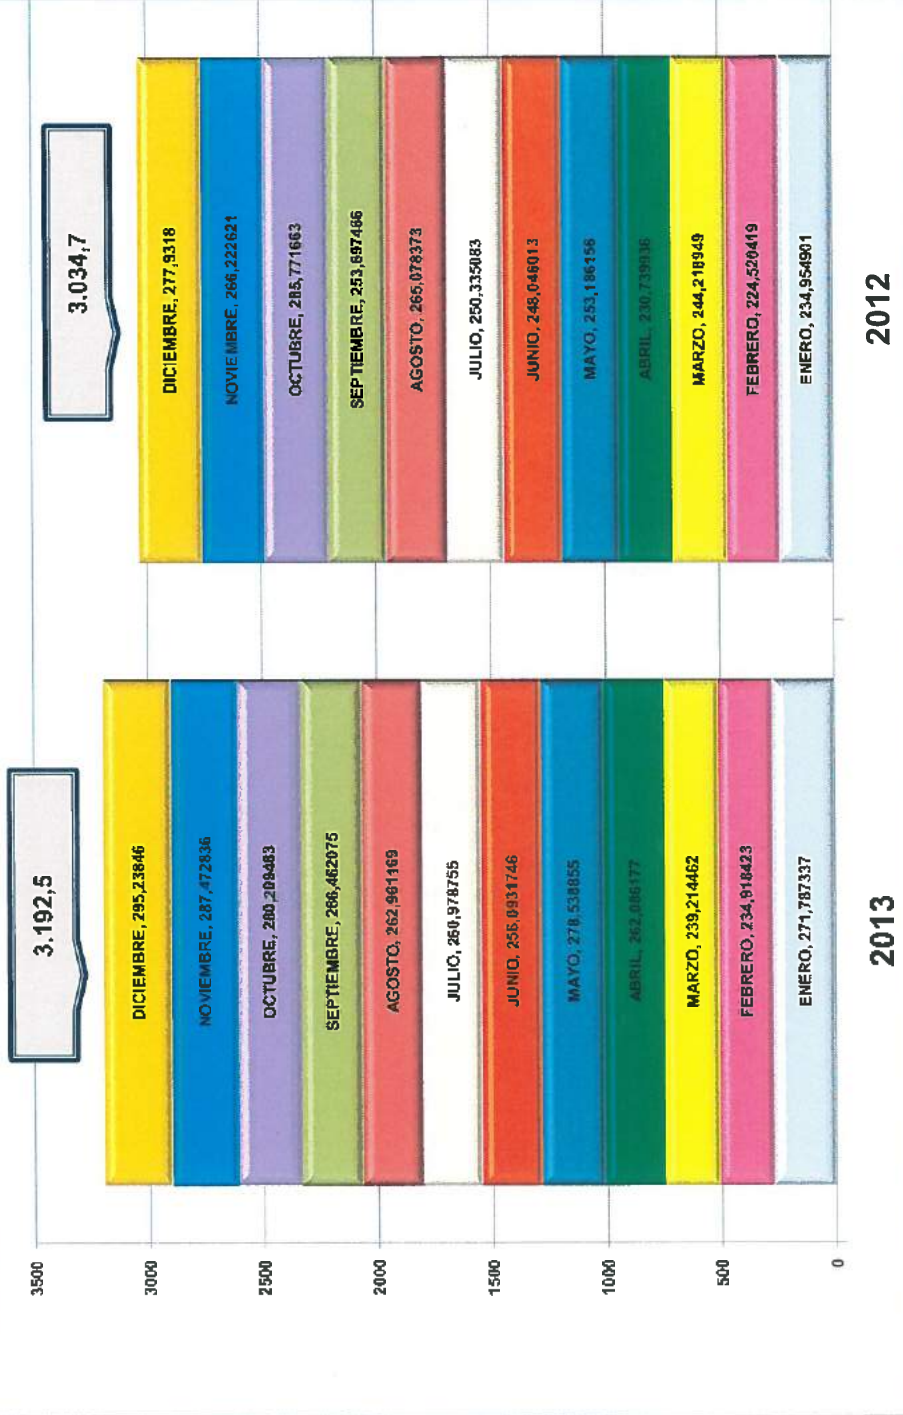 3.192,5
3.034,7
3500
3000
2500
2000
1500
1000
500
0
DICIEMBRE, 295,23846
NOVIEMBRE, 287,472836
OCTUBRE, 280,209483
SEPTIEMBRE, 266,462075
AGOSTO, 262,961169
JULIO, 260,978755
JUNIO, 256,0931746
MAYO, 278,538855
ABRIL, 262,086177
MARZO, 239,214462
FEBRERO, 234,918423
ENERO, 271,787337
2013
DICIEMBRE, 277,9318
NOVIEMBRE, 266,222621
OCTUBRE, 285,771663
SEPTIEMBRE, 253,697466
AGOSTO, 265,078373
JULIO, 250,335083
JUNIO, 248,046013
MAYO, 253,186156
ABRIL, 230,739936
MARZO, 244,218949
FEBRERO, 224,520419
ENERO, 234,954901
2012